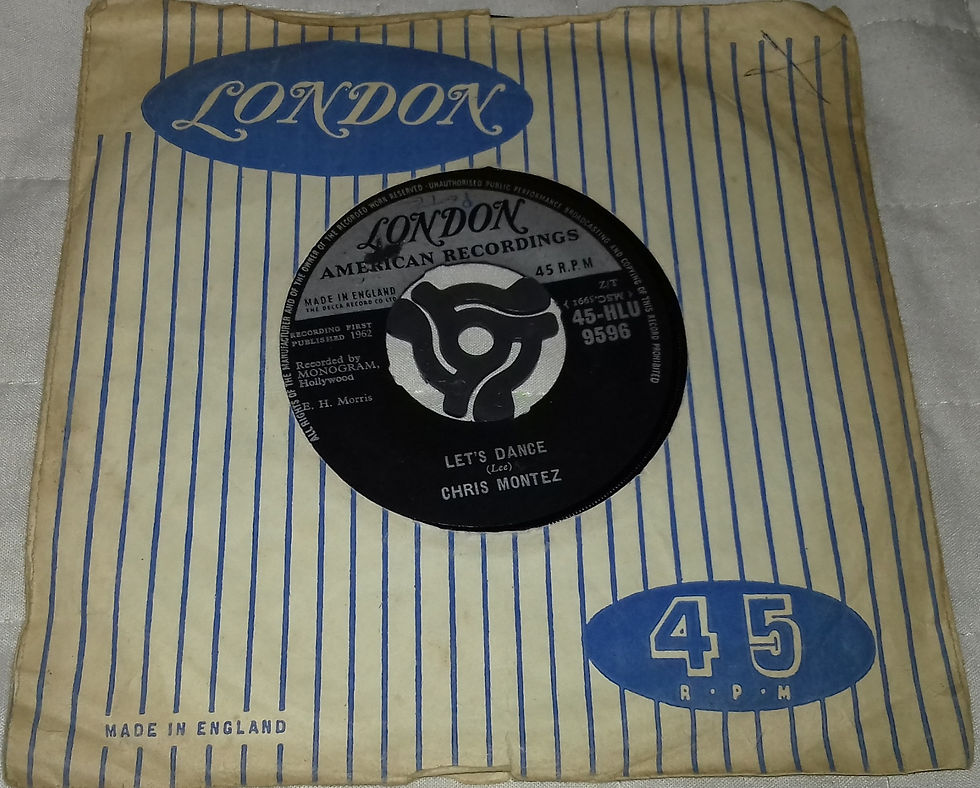 LONDON
ALL RIGHTS OF THE MANUFACTURER AND OF THE OWNER OF THE RECORDED WORK RESERVED · UNAUTHORISED PUBLIC PERFORMANCE BROADCASTING AND COPYING OF THIS RECORD PROHIBITED
LONDON
AMERICAN RECORDINGS
MADE IN ENGLAND
THE DECCA RECORD CO LTD
45 R.P.M
Z/T
45-HLU
9596
RECORDING FIRST
PUBLISHED 1962
Recorded by
MONOGRAM,
Hollywood
E. H. Morris
LET'S DANCE
(Lee)
CHRIS MONTEZ
45
R·P·M
MADE IN ENGLAND